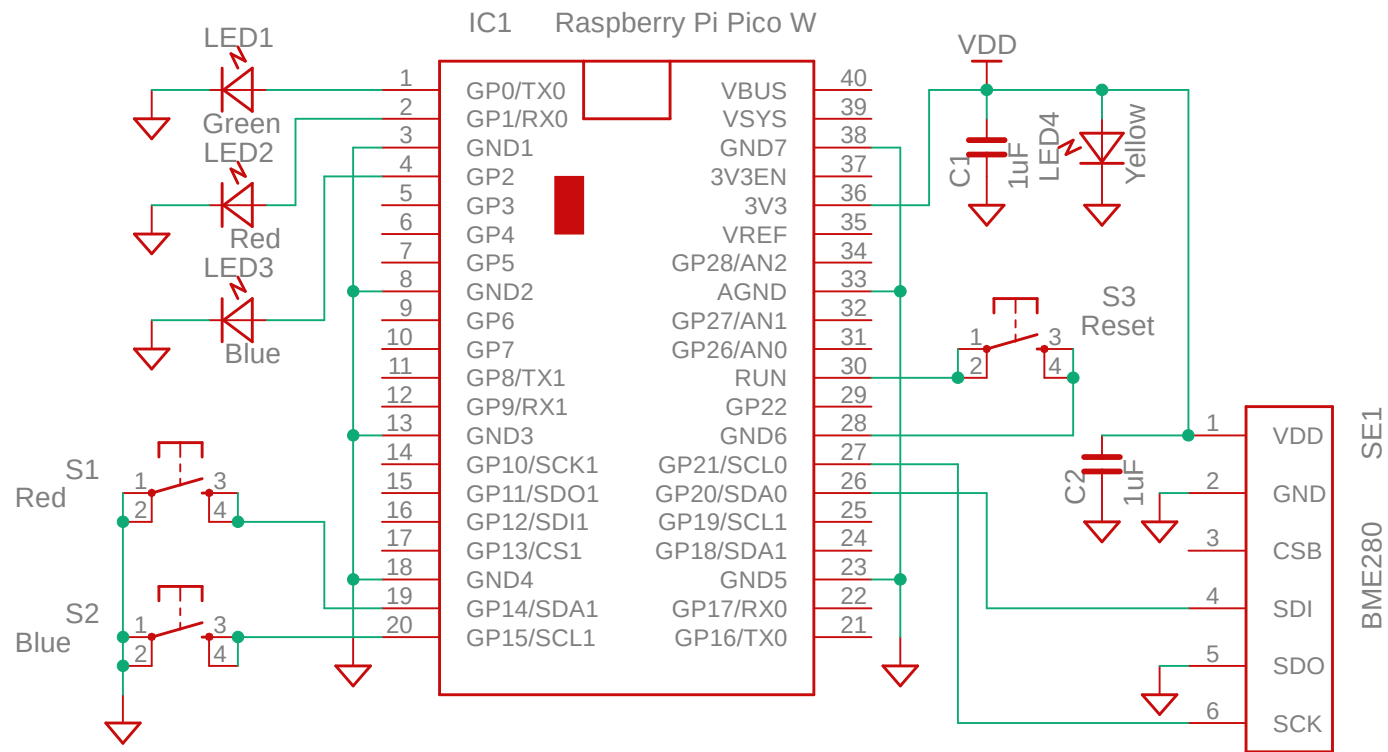 IC1 Raspberry Pi Pico W
LED1
Green
LED2
Red
LED3
Blue
S1
Red
1 3
2 4
S2
Blue
1 3
2 4
1 GP0/TX0
2 GP1/RX0
3 GND1
4 GP2
5 GP3
6 GP4
7 GP5
8 GND2
9 GP6
10 GP7
11 GP8/TX1
12 GP9/RX1
13 GND3
14 GP10/SCK1
15 GP11/SDO1
16 GP12/SDI1
17 GP13/CS1
18 GND4
19 GP14/SDA1
20 GP15/SCL1
VBUS 40
VSYS 39
GND7 38
3V3EN 37
3V3 36
VREF 35
GP28/AN2 34
AGND 33
GP27/AN1 32
GP26/AN0 31
RUN 30
GP22 29
GND6 28
GP21/SCL0 27
GP20/SDA0 26
GP19/SCL1 25
GP18/SDA1 24
GND5 23
GP17/RX0 22
GP16/TX0 21
VDD
C1
1uF
LED4
Yellow
S3
Reset
1 3
2 4
C2
1uF
SE1
BME280
1 VDD
2 GND
3 CSB
4 SDI
5 SDO
6 SCK